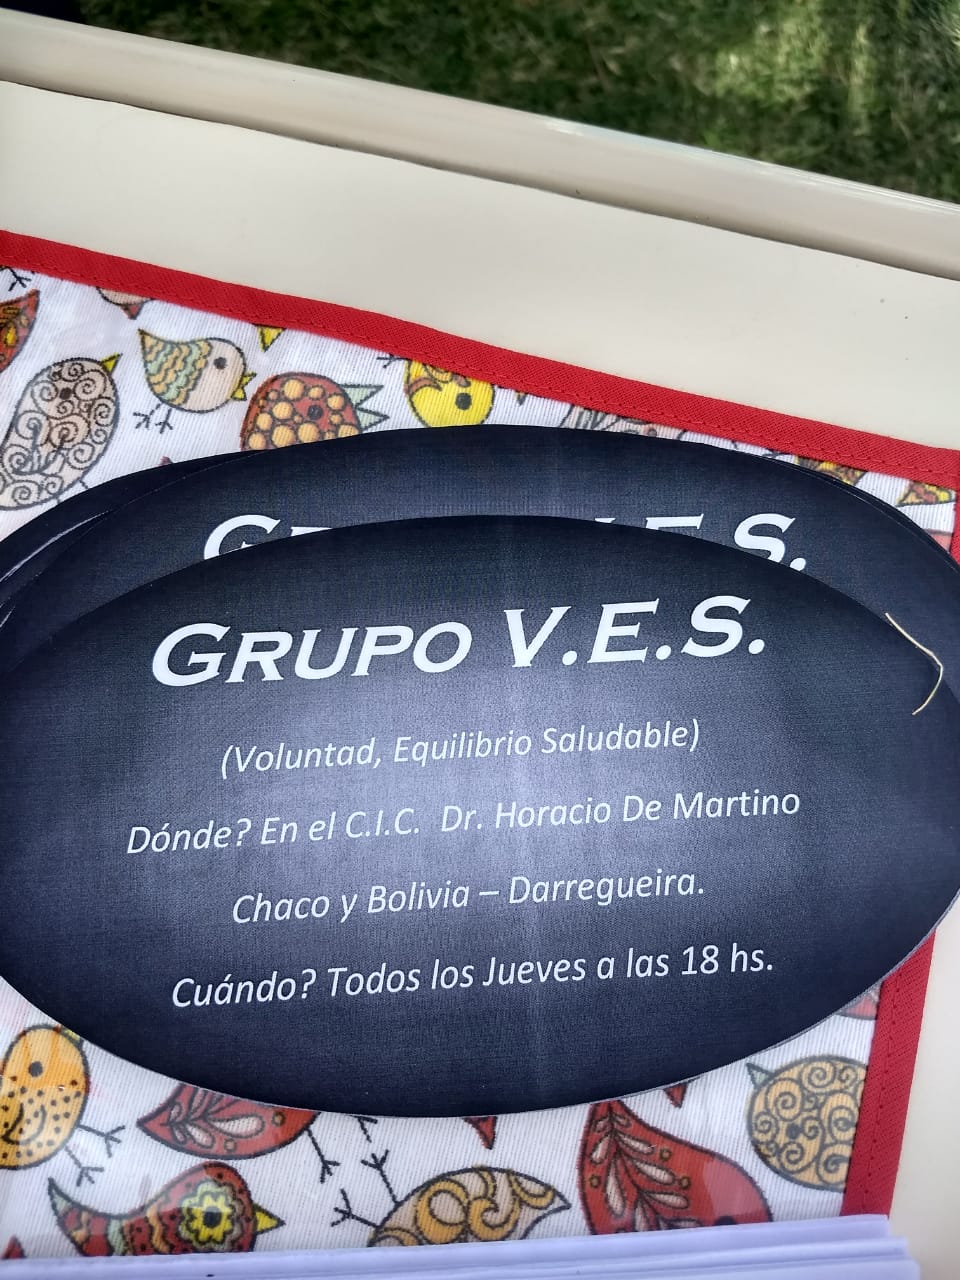 GRUPO V.E.S.
GRUPO V.E.S.
(Voluntad, Equilibrio Saludable)
Dónde? En el C.I.C. Dr. Horacio De Martino
Chaco y Bolivia – Darregueira.
Cuándo? Todos los Jueves a las 18 hs.